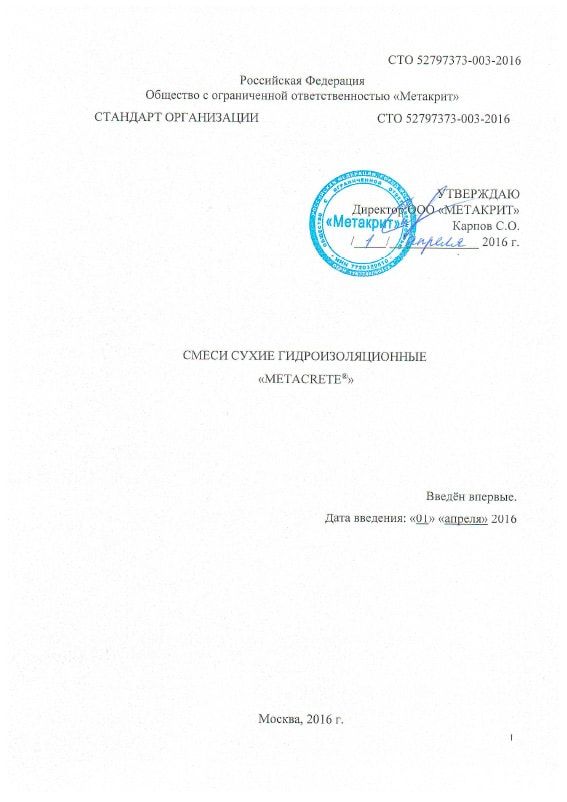 СТО 52797373-003-2016
Российская Федерация
Общество с ограниченной ответственностью «Метакрит»
СТАНДАРТ ОРГАНИЗАЦИИ СТО 52797373-003-2016
УТВЕРЖДАЮ
Директор ООО «МЕТАКРИТ»
«Метакрит»
Карпов С.О.
/ 1 / апреля 2016 г.
СМЕСИ СУХИЕ ГИДРОИЗОЛЯЦИОННЫЕ
«METACRETE®»
Введён впервые.
Дата введения: «01» «апреля» 2016
Москва, 2016 г.